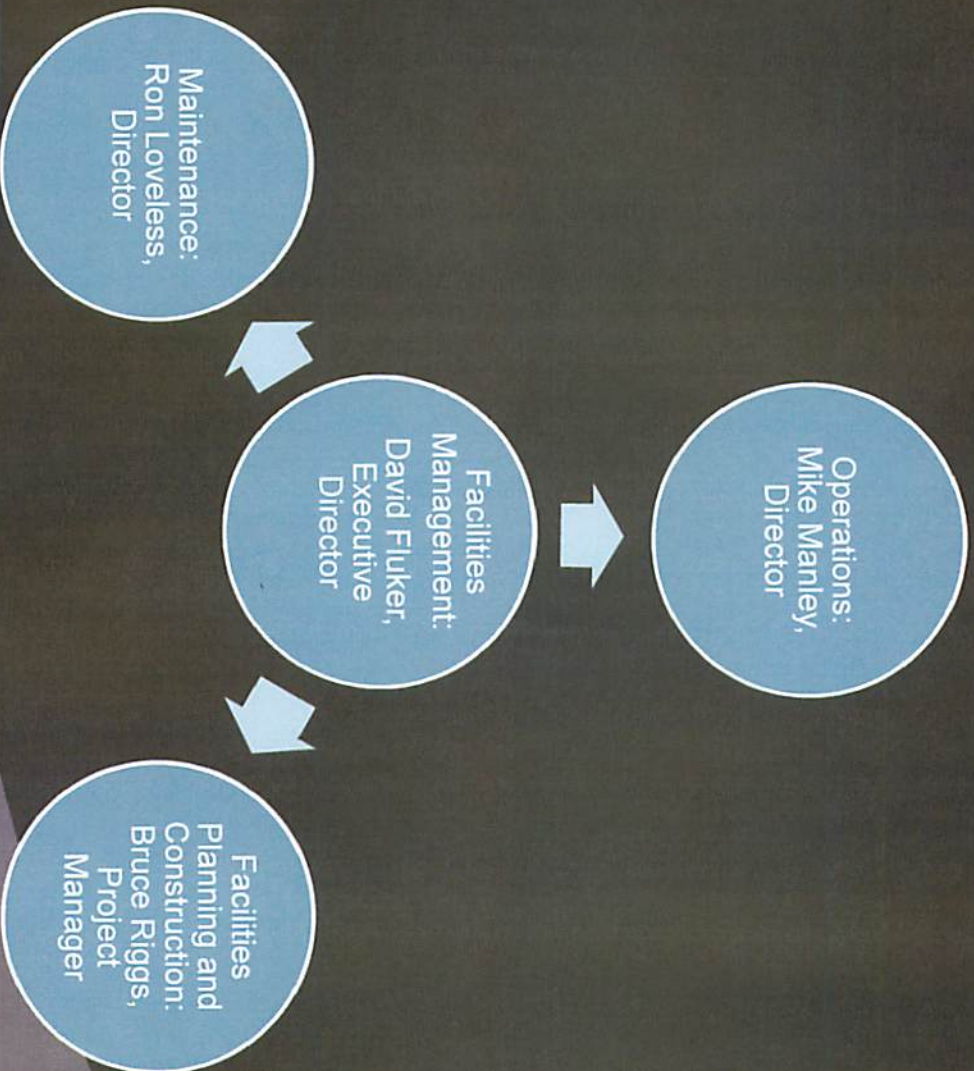 Operations:
Mike Manley,
Director
Facilities
Management:
David Fluker,
Executive
Director
Maintenance:
Ron Loveless,
Director
Facilities
Planning and
Construction:
Bruce Riggs,
Project
Manager